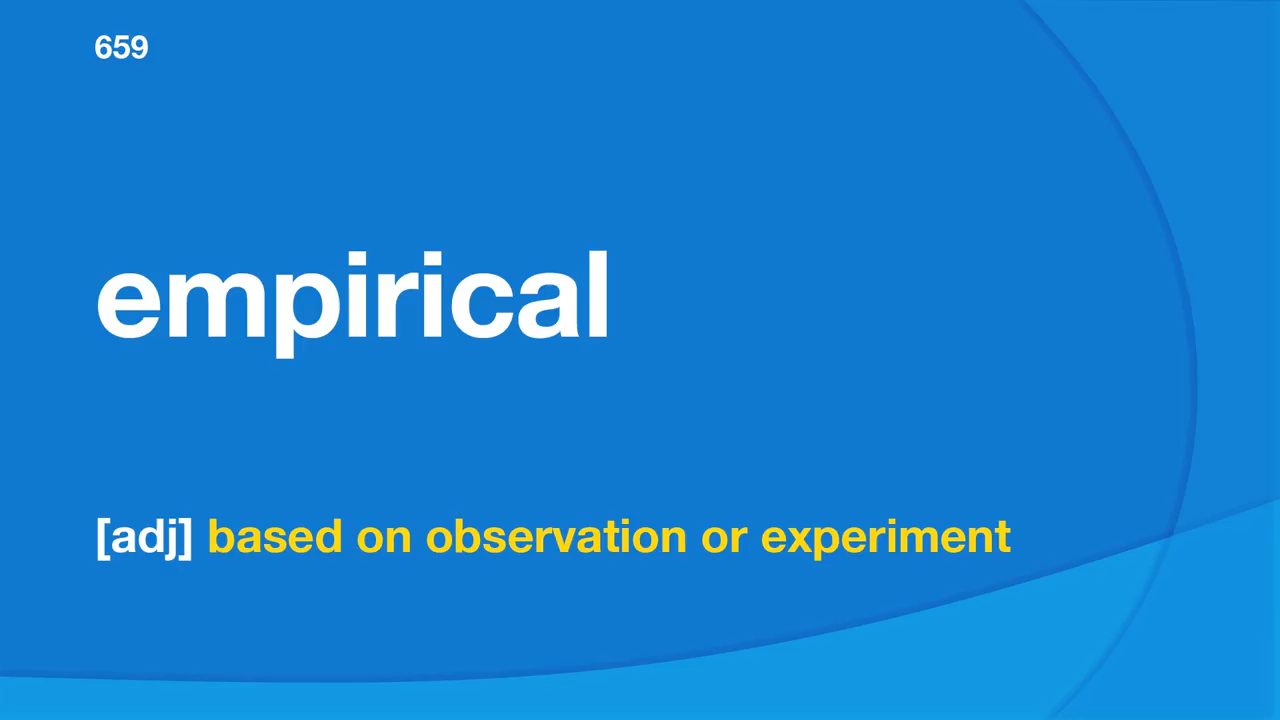 659
empirical
[adj] based on observation or experiment